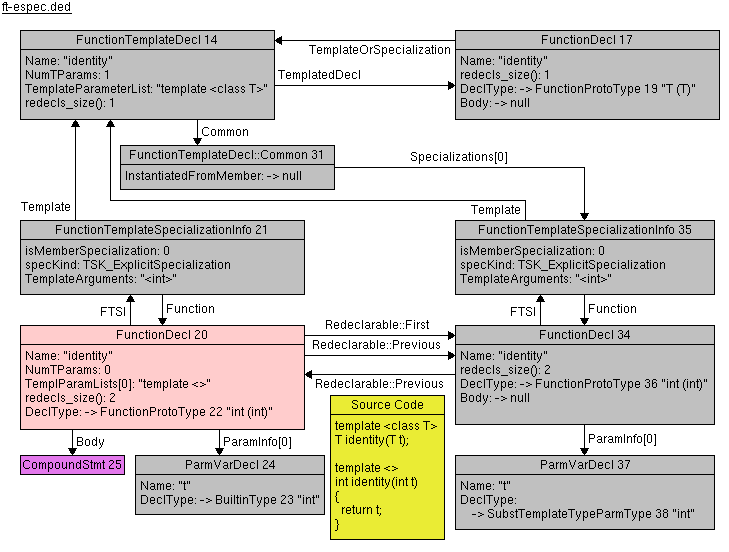 ft-espec.ded
FunctionTemplateDecl 14
Name: "identity"
NumTParams: 1
TemplateParameterList: "template <class T>"
redecls_size(): 1
TemplateOrSpecialization
TemplatedDecl
FunctionDecl 17
Name: "identity"
redecls_size(): 1
DeclType: -> FunctionProtoType 19 "T (T)"
Body: -> null
Common
FunctionTemplateDecl::Common 31
InstantiatedFromMember: -> null
Specializations[0]
Template
Template
FunctionTemplateSpecializationInfo 21
isMemberSpecialization: 0
specKind: TSK_ExplicitSpecialization
TemplateArguments: "<int>"
FunctionTemplateSpecializationInfo 35
isMemberSpecialization: 0
specKind: TSK_ExplicitSpecialization
TemplateArguments: "<int>"
FTSI
Function
FTSI
Function
FunctionDecl 20
Name: "identity"
NumTParams: 0
TemplParamLists[0]: "template <>"
redecls_size(): 2
DeclType: -> FunctionProtoType 22 "int (int)"
Redeclarable::First
Redeclarable::Previous
Redeclarable::Previous
FunctionDecl 34
Name: "identity"
redecls_size(): 2
DeclType: -> FunctionProtoType 36 "int (int)"
Body: -> null
Body
ParamInfo[0]
CompoundStmt 25
ParmVarDecl 24
Name: "t"
DeclType: -> BuiltinType 23 "int"
Source Code
template <class T>
T identity(T t);
template <>
int identity(int t)
{
return t;
}
ParamInfo[0]
ParmVarDecl 37
Name: "t"
DeclType:
-> SubstTemplateTypeParmType 38 "int"